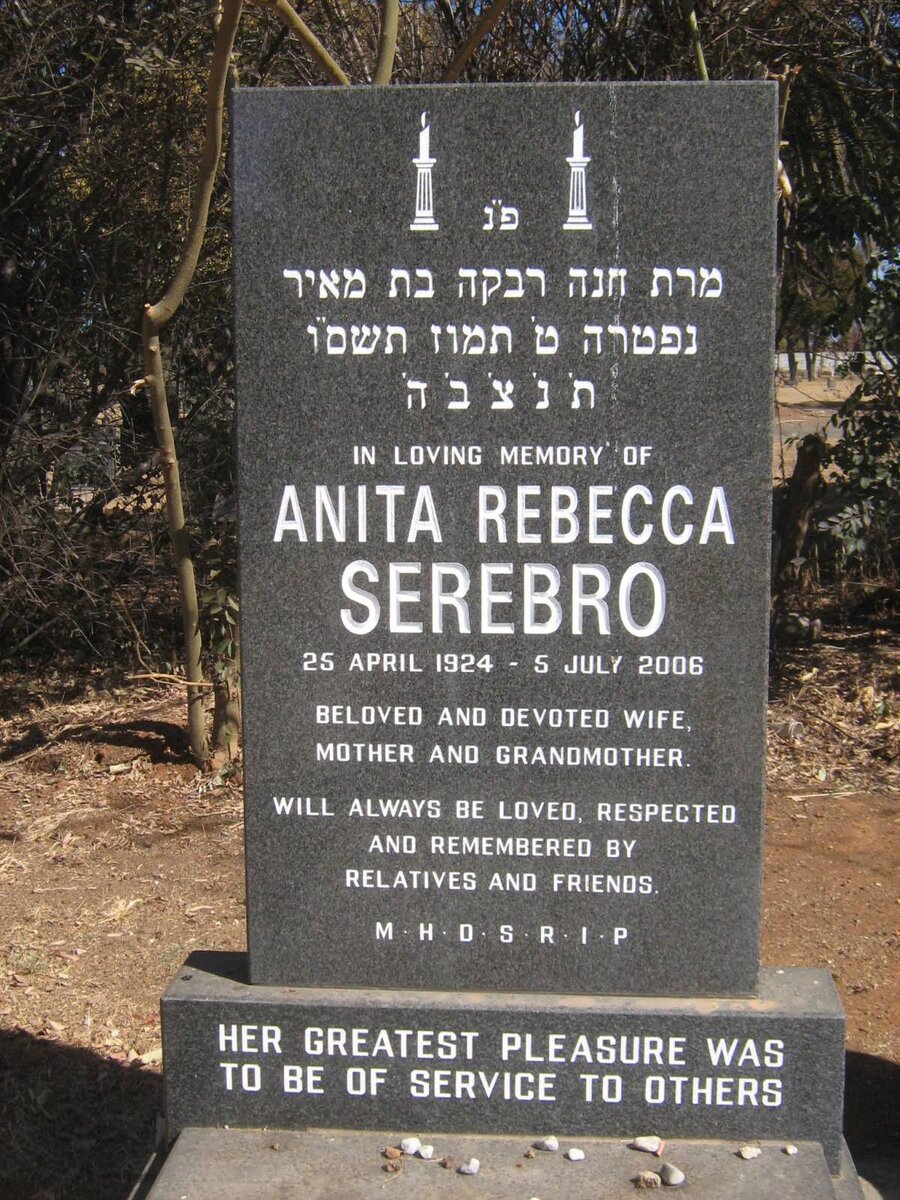 פ"נ
מרת חנה רבקה בת מאיר
נפטרה ט' תמוז תשס"ו
ת' נ' צ' ב' ה'
IN LOVING MEMORY OF
ANITA REBECCA
SEREBRO
25 APRIL 1924 - 5 JULY 2006
BELOVED AND DEVOTED WIFE,
MOTHER AND GRANDMOTHER.
WILL ALWAYS BE LOVED, RESPECTED
AND REMEMBERED BY
RELATIVES AND FRIENDS.
M·H·D·S·R·I·P
HER GREATEST PLEASURE WAS
TO BE OF SERVICE TO OTHERS